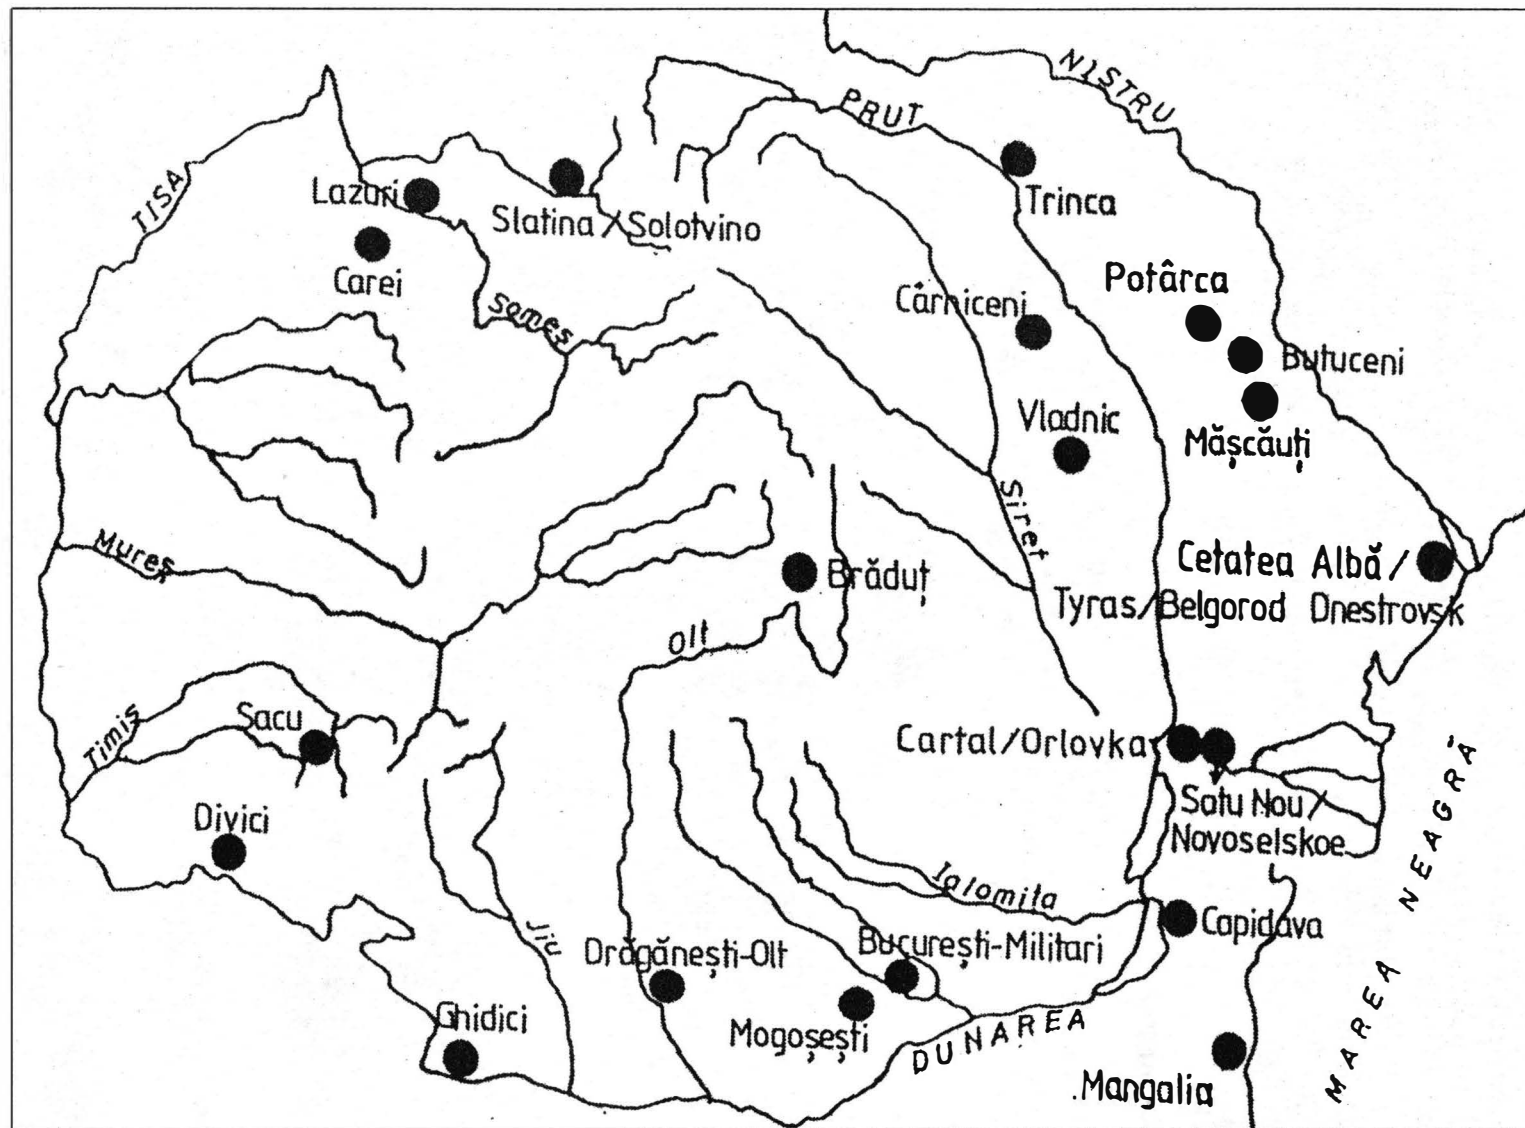 NISTRU
PRUT
TISA
Lazuri
Trinca
Slatina / Solotvino
Carei
Potârca
Cârniceni
Someș
Butuceni
Vladnic
Mășcăuți
Siret
Mureș
Cetatea Albă /
Tyras/Belgorod Dnestrovsk
Brăduț
Olt
Sacu
Timiș
Cartal/Orlovka
Satu Nou /
Novoselskoe
Divici
Ialomița
MAREA NEAGRĂ
Capidava
Jiu
Drăgănești-Olt
București-Militari
Ghidici
Mogoșești
DUNAREA
Mangalia